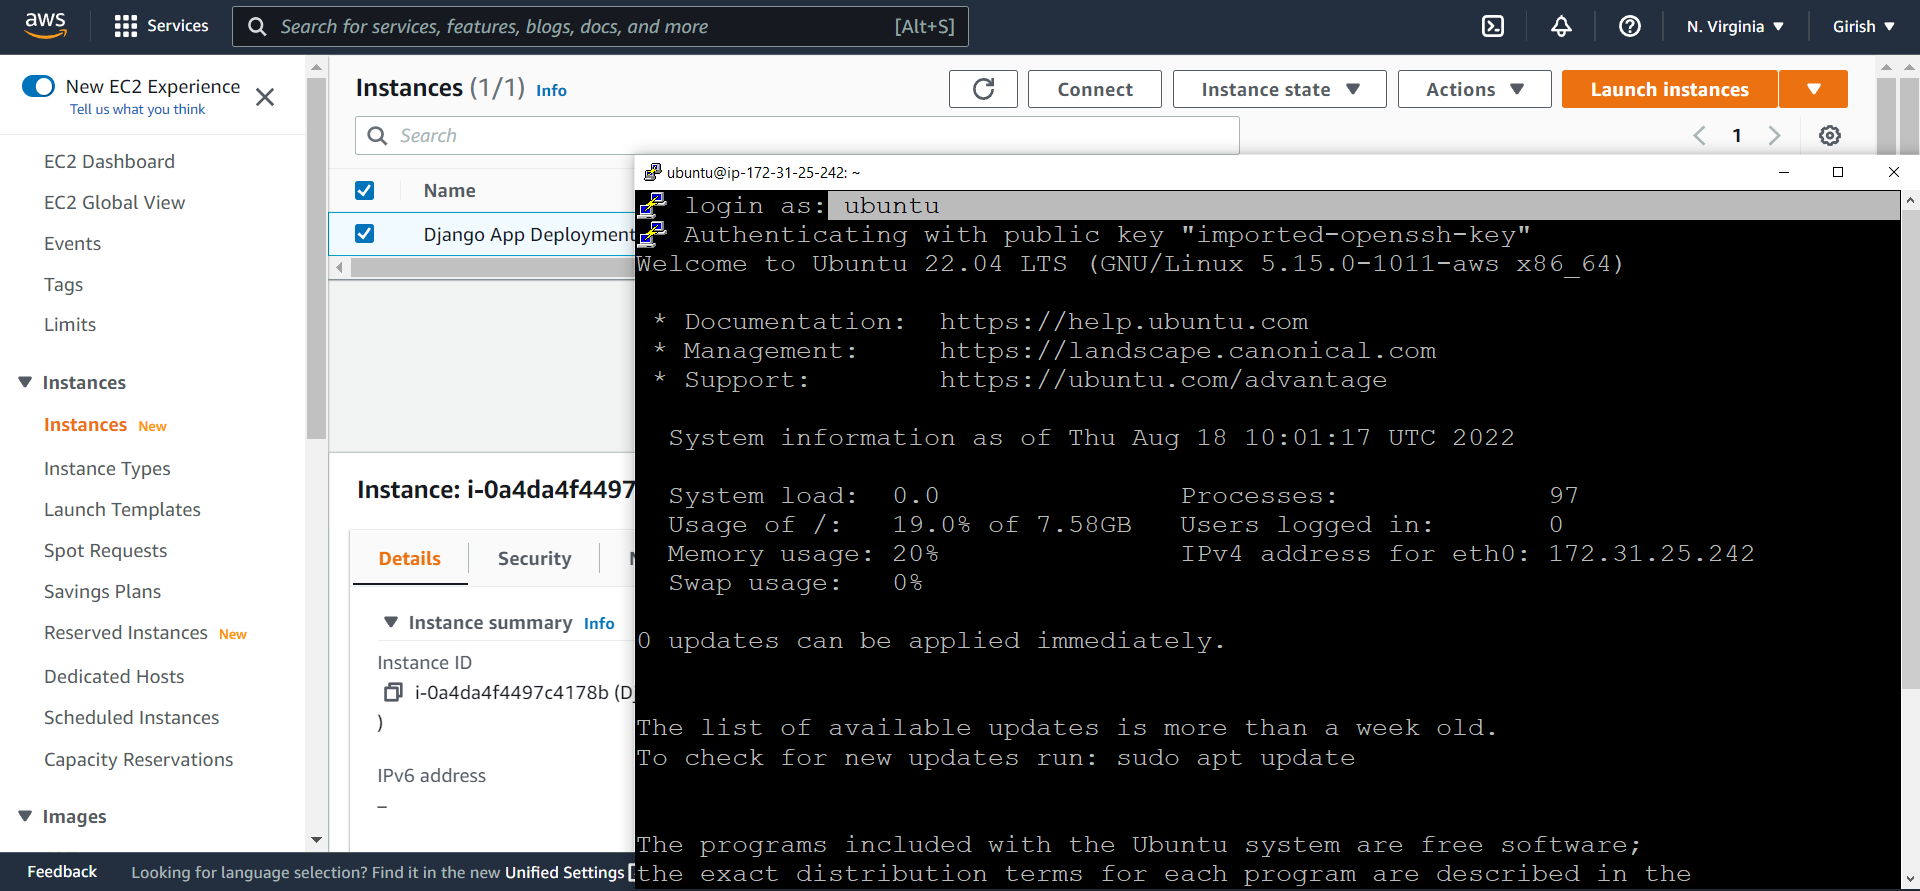 aws
Services
Search for services, features, blogs, docs, and more [Alt+S]
N. Virginia
Girish
New EC2 Experience
Tell us what you think
EC2 Dashboard
EC2 Global View
Events
Tags
Limits
Instances
Instances New
Instance Types
Launch Templates
Spot Requests
Savings Plans
Reserved Instances New
Dedicated Hosts
Scheduled Instances
Capacity Reservations
Images
Instances (1/1) Info
Connect
Instance state
Actions
Launch instances
Search
1
Name
Django App Deployment
Instance: i-0a4da4f4497
Details
Security
Instance summary Info
Instance ID
i-0a4da4f4497c4178b (Dj
)
IPv6 address
–
ubuntu@ip-172-31-25-242: ~
login as: ubuntu
Authenticating with public key "imported-openssh-key"
Welcome to Ubuntu 22.04 LTS (GNU/Linux 5.15.0-1011-aws x86_64)
* Documentation: https://help.ubuntu.com
* Management: https://landscape.canonical.com
* Support: https://ubuntu.com/advantage
System information as of Thu Aug 18 10:01:17 UTC 2022
System load: 0.0 Processes: 97
Usage of /: 19.0% of 7.58GB Users logged in: 0
Memory usage: 20% IPv4 address for eth0: 172.31.25.242
Swap usage: 0%
0 updates can be applied immediately.
The list of available updates is more than a week old.
To check for new updates run: sudo apt update
The programs included with the Ubuntu system are free software;
the exact distribution terms for each program are described in the
Feedback
Looking for language selection? Find it in the new Unified Settings